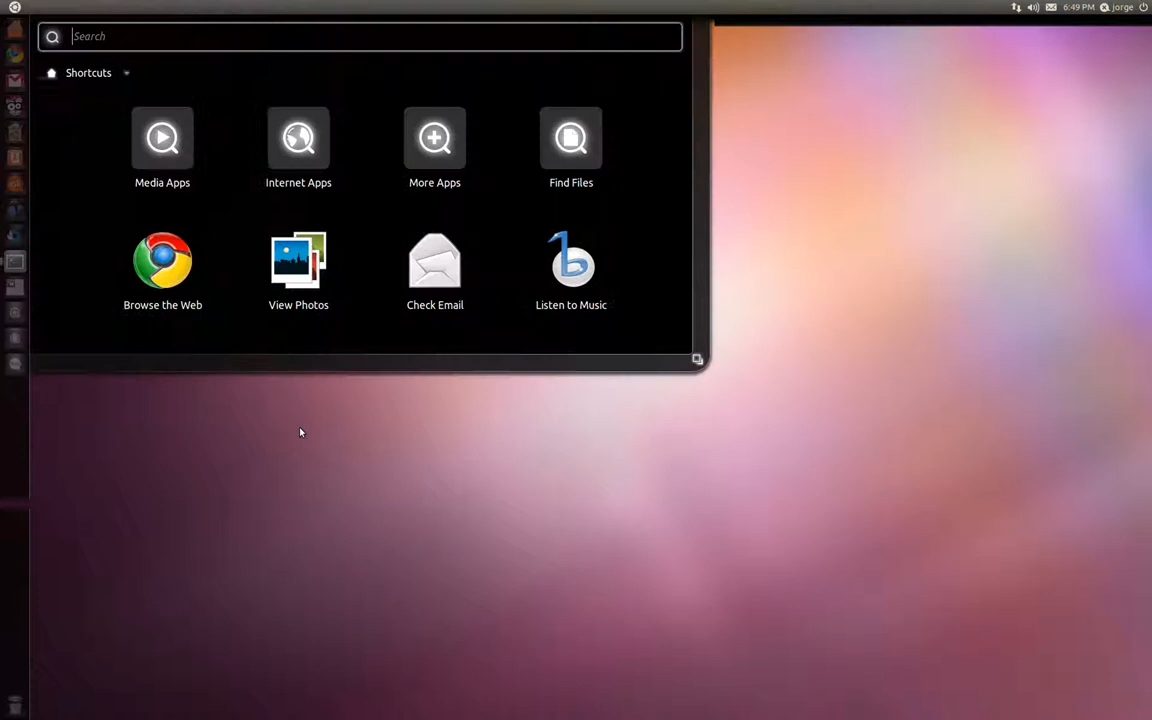 6:49 PM jorge
Search
Shortcuts
Media Apps Internet Apps More Apps Find Files
Browse the Web View Photos Check Email Listen to Music